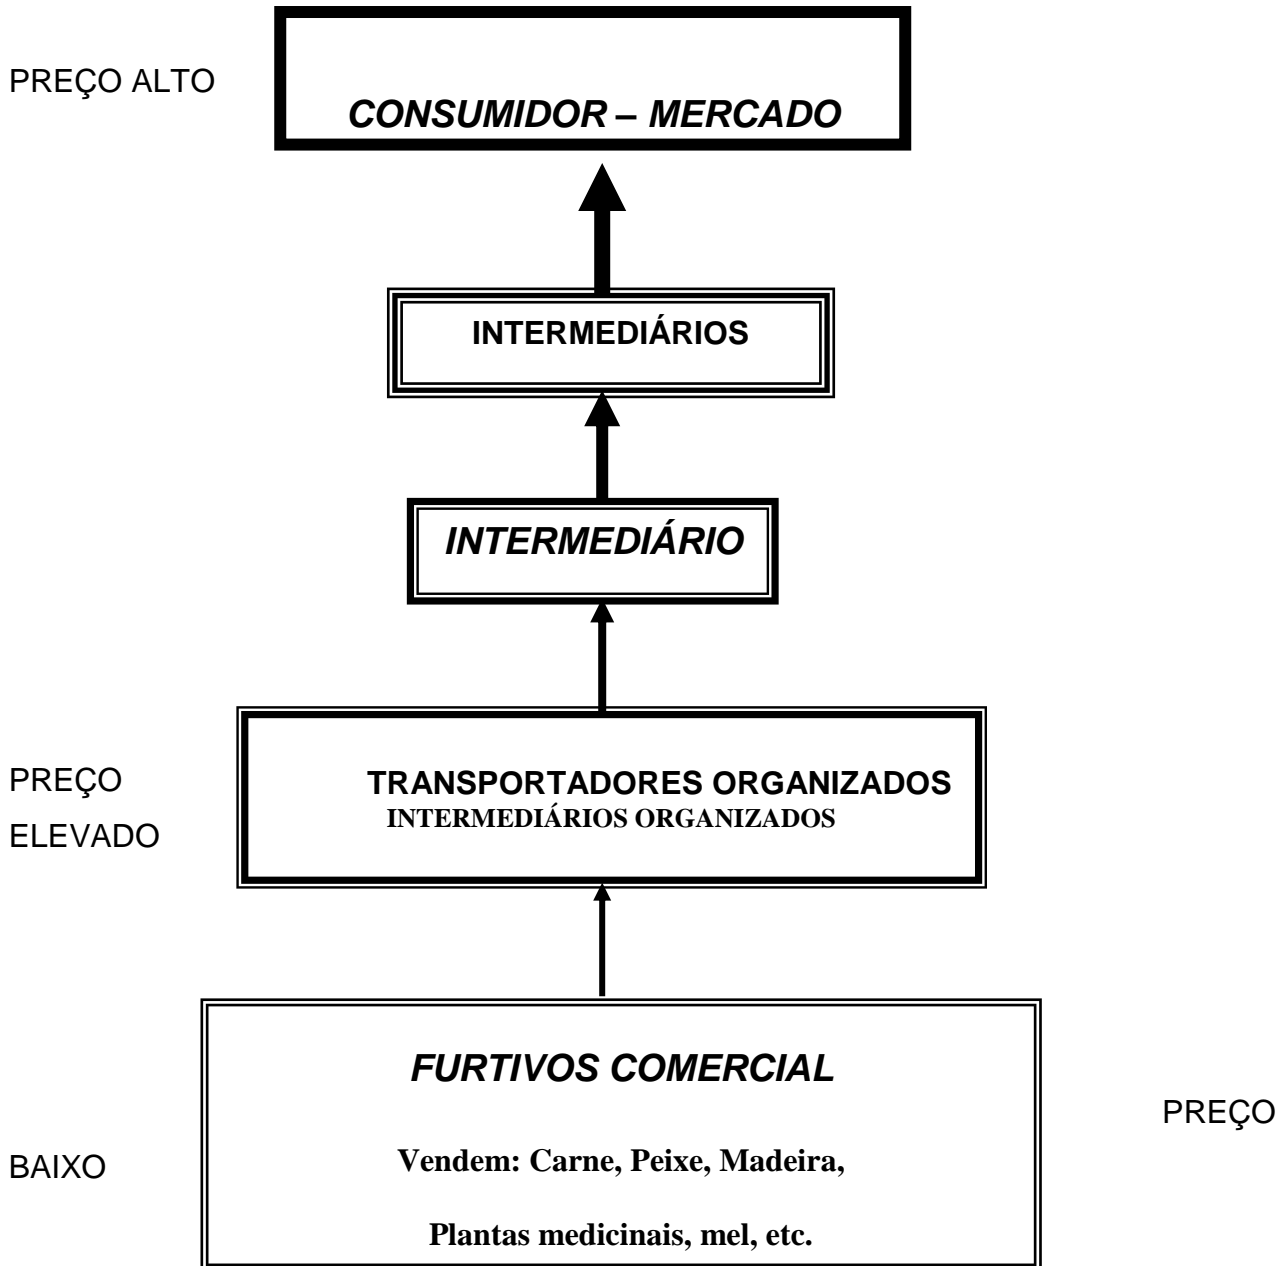 PREÇO ALTO
CONSUMIDOR – MERCADO
INTERMEDIÁRIOS
INTERMEDIÁRIO
PREÇO
ELEVADO
TRANSPORTADORES ORGANIZADOS
INTERMEDIÁRIOS ORGANIZADOS
FURTIVOS COMERCIAL
PREÇO
BAIXO
Vendem: Carne, Peixe, Madeira,
Plantas medicinais, mel, etc.